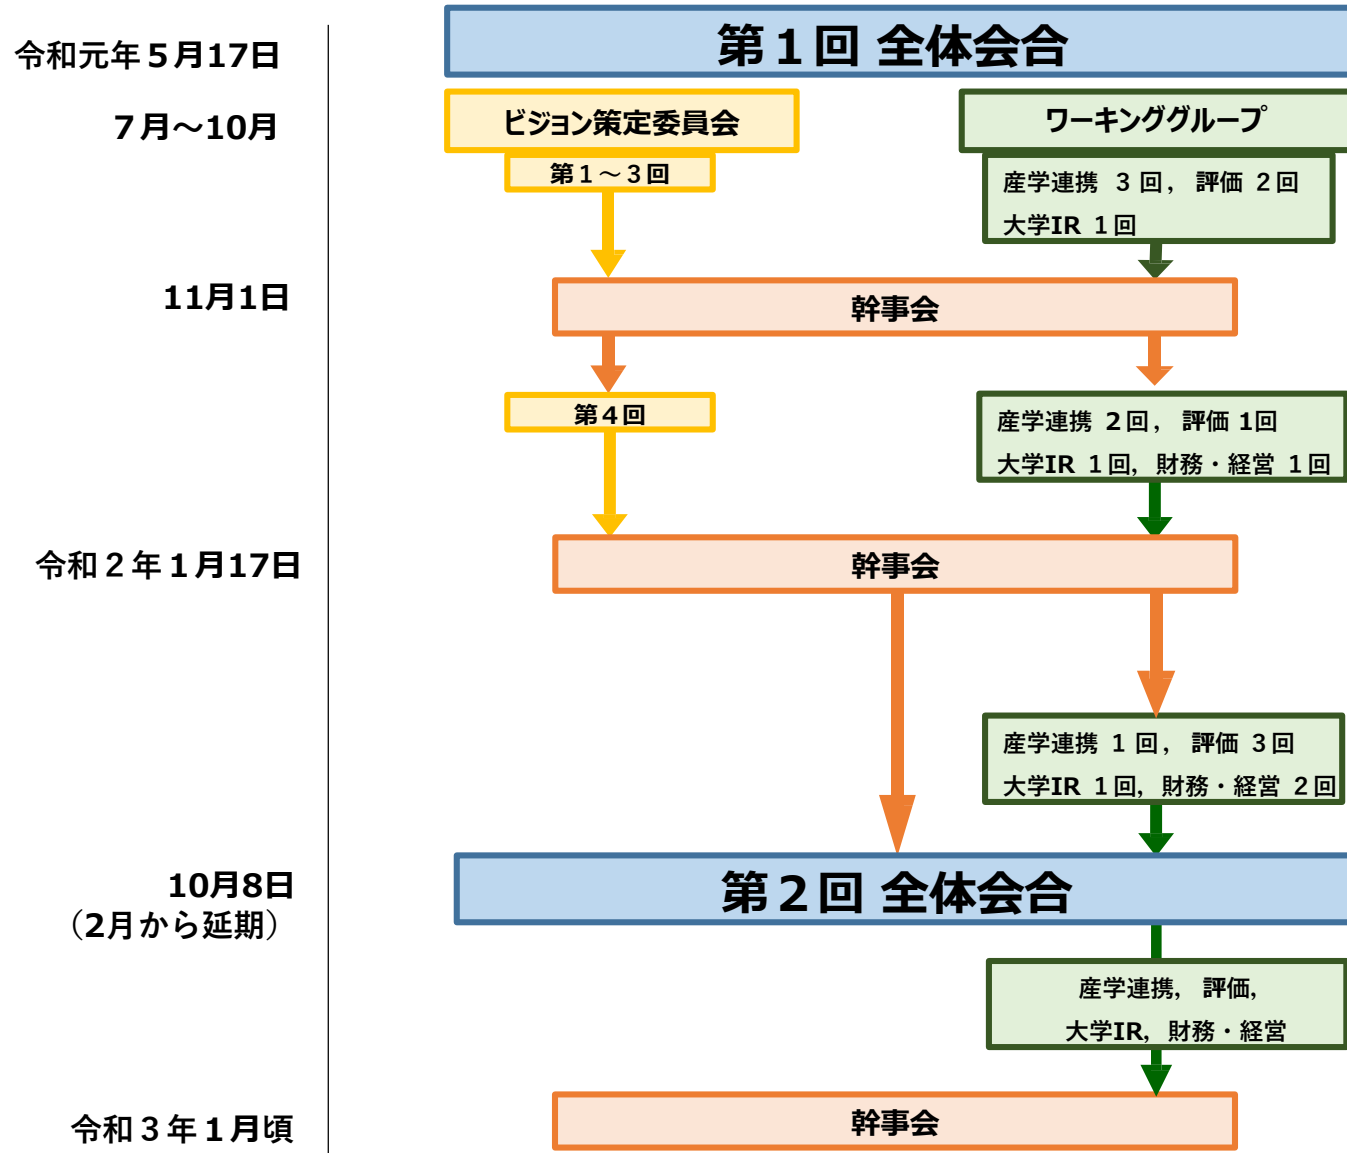 令和元年５月17日
第１回 全体会合
７月～10月
ビジョン策定委員会
ワーキンググループ
第１～３回
産学連携 ３回， 評価 ２回
大学IR １回
11月1日
幹事会
第４回
産学連携 2回， 評価 1回
大学IR １回，財務・経営 １回
令和２年１月17日
幹事会
産学連携 １回， 評価 ３回
大学IR １回，財務・経営 ２回
10月8日
（2月から延期）
第２回 全体会合
産学連携， 評価，
大学IR，財務・経営
令和３年１月頃
幹事会